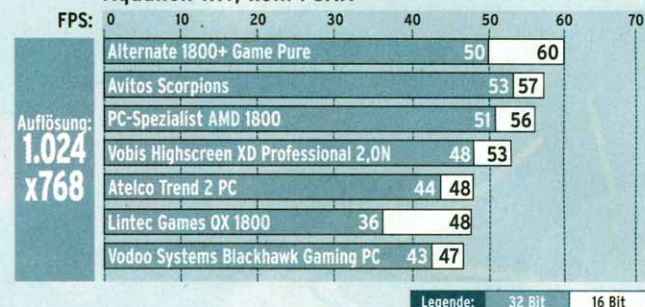 FPS: 0 10 20 30 40 50 60 70
Auflösung:
1.024
x768
Alternate 1800+ Game Pure 50 60
Avitos Scorpions 53 57
PC-Spezialist AMD 1800 51 56
Vobis Highscreen XD Professional 2,0N 48 53
Atelco Trend 2 PC 44 48
Lintec Games QX 1800 36 48
Vodoo Systems Blackhawk Gaming PC 43 47
Legende: 32 Bit 16 Bit